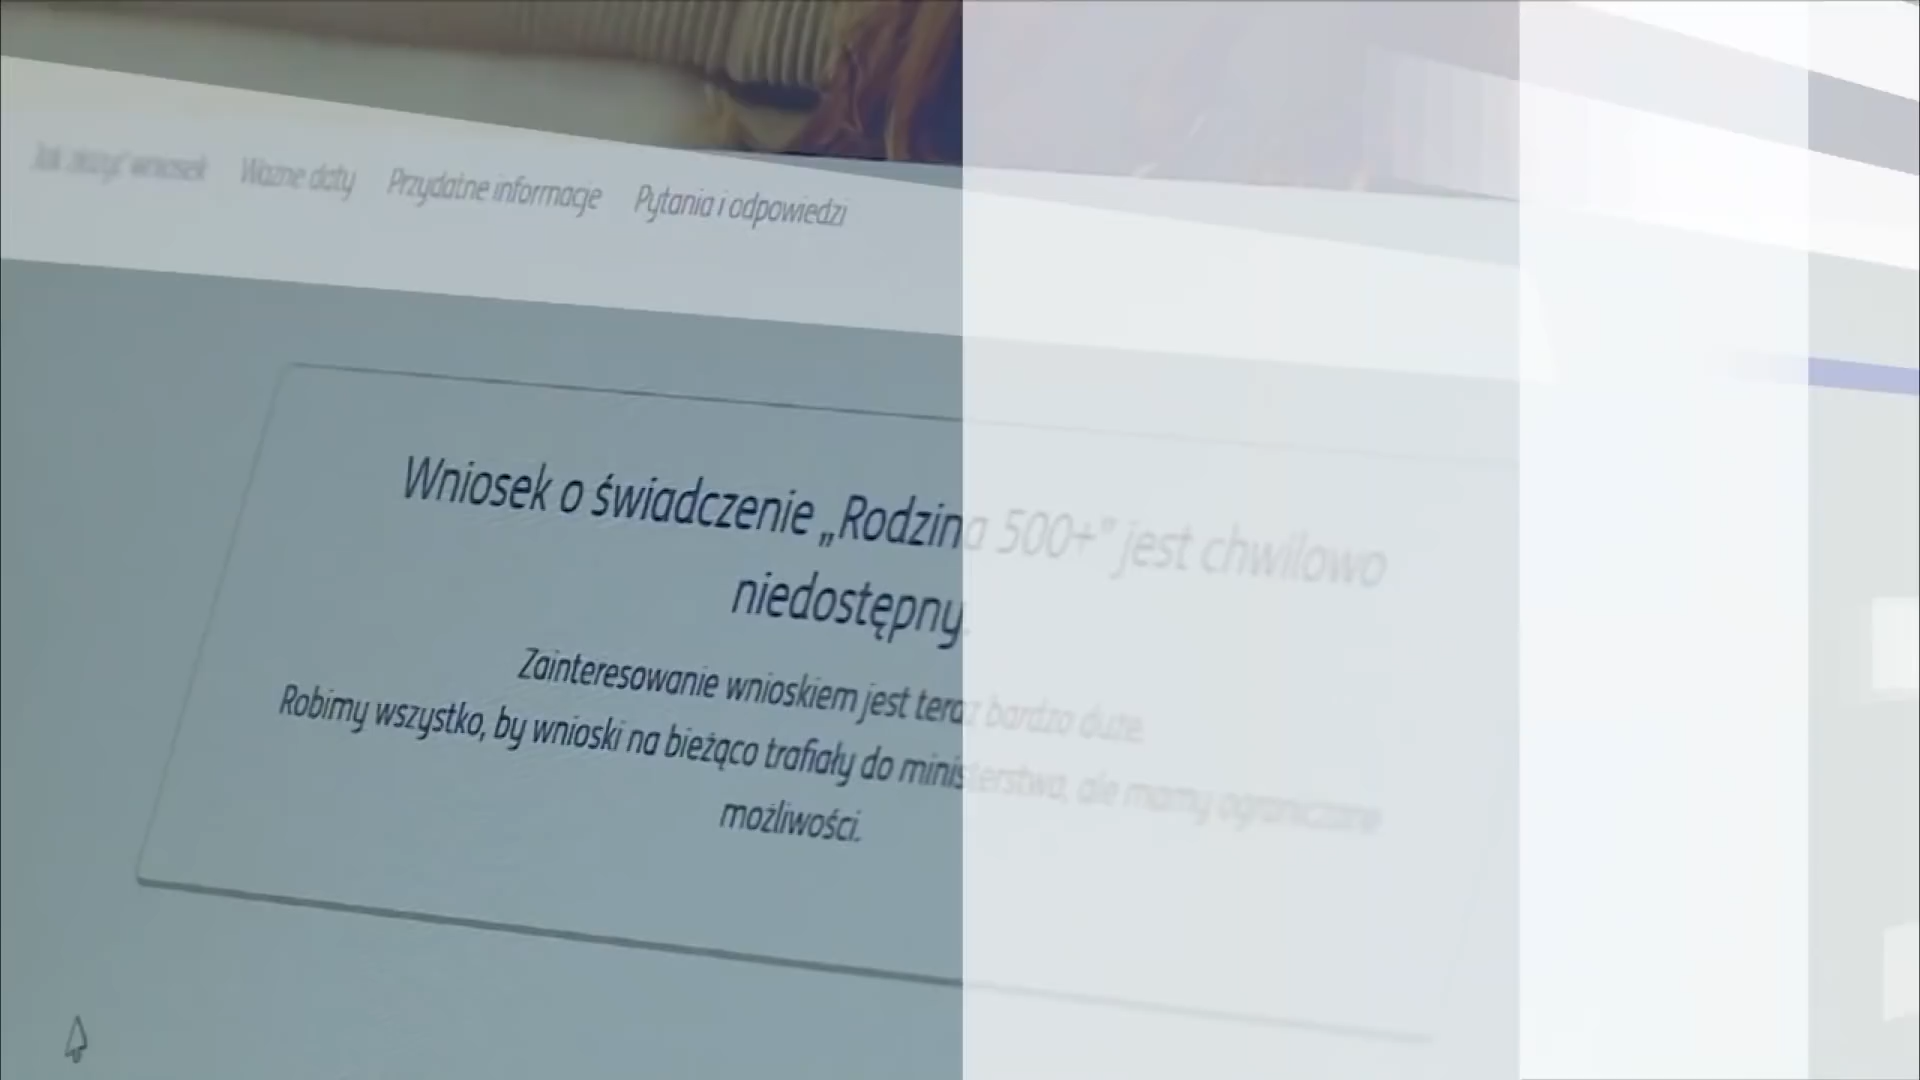 Jak złożyć wniosek Ważne daty Przydatne informacje Pytania i odpowiedzi
Wniosek o świadczenie „Rodzina 500+” jest chwilowo
niedostępny.
Zainteresowanie wnioskiem jest teraz bardzo duże.
Robimy wszystko, by wnioski na bieżąco trafiały do ministerstwa, ale mamy ograniczone
możliwości.